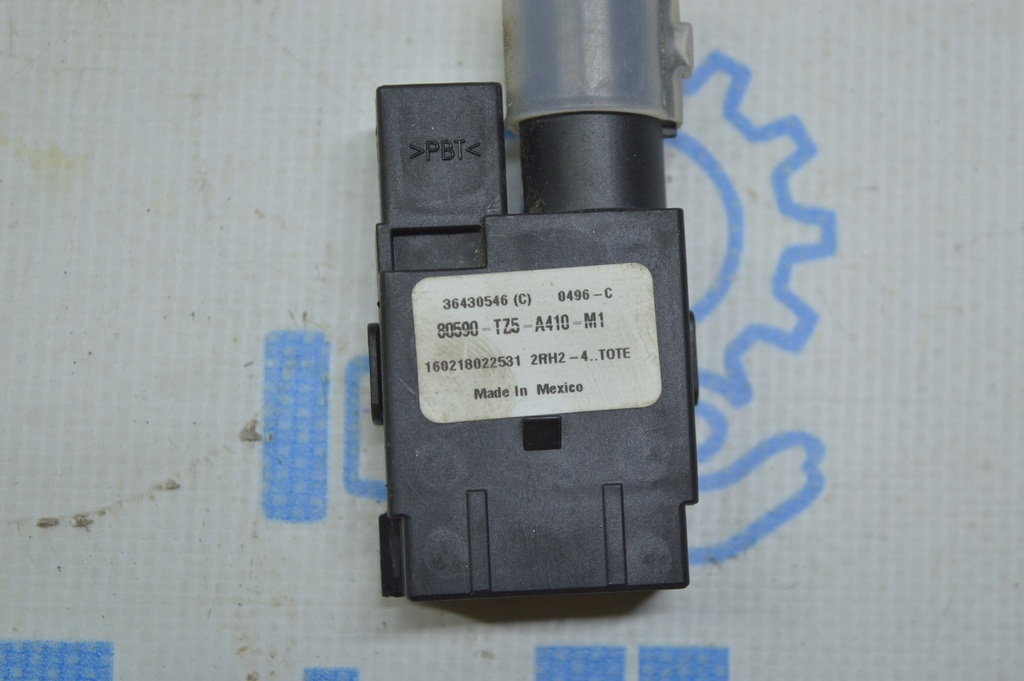 >PBT<
36430546 (C) 0496-C
80590-TZ5-A410-M1
160218022531 2RH2-4..TOTE
Made In Mexico